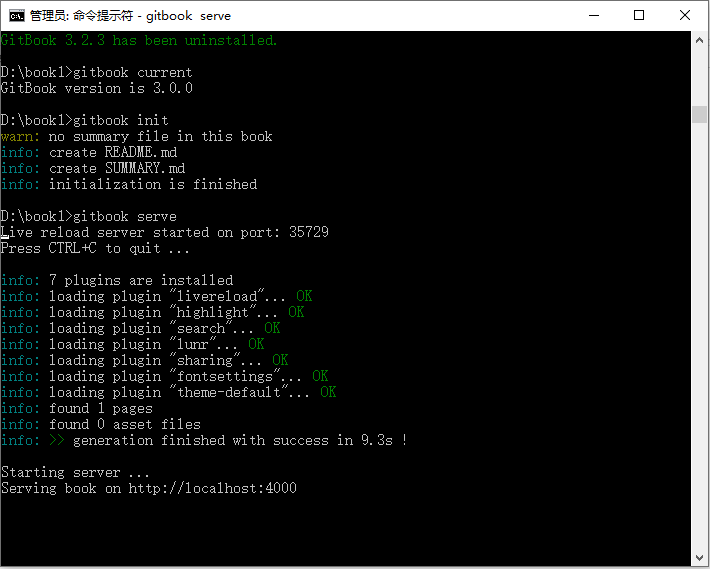 管理员: 命令提示符 - gitbook  serve
GitBook 3.2.3 has been uninstalled.
D:\book1>gitbook current
GitBook version is 3.0.0
D:\book1>gitbook init
warn: no summary file in this book
info: create README.md
info: create SUMMARY.md
info: initialization is finished
D:\book1>gitbook serve
Live reload server started on port: 35729
Press CTRL+C to quit ...
info: 7 plugins are installed
info: loading plugin "livereload"... OK
info: loading plugin "highlight"... OK
info: loading plugin "search"... OK
info: loading plugin "lunr"... OK
info: loading plugin "sharing"... OK
info: loading plugin "fontsettings"... OK
info: loading plugin "theme-default"... OK
info: found 1 pages
info: found 0 asset files
info: >> generation finished with success in 9.3s !
Starting server ...
Serving book on http://localhost:4000